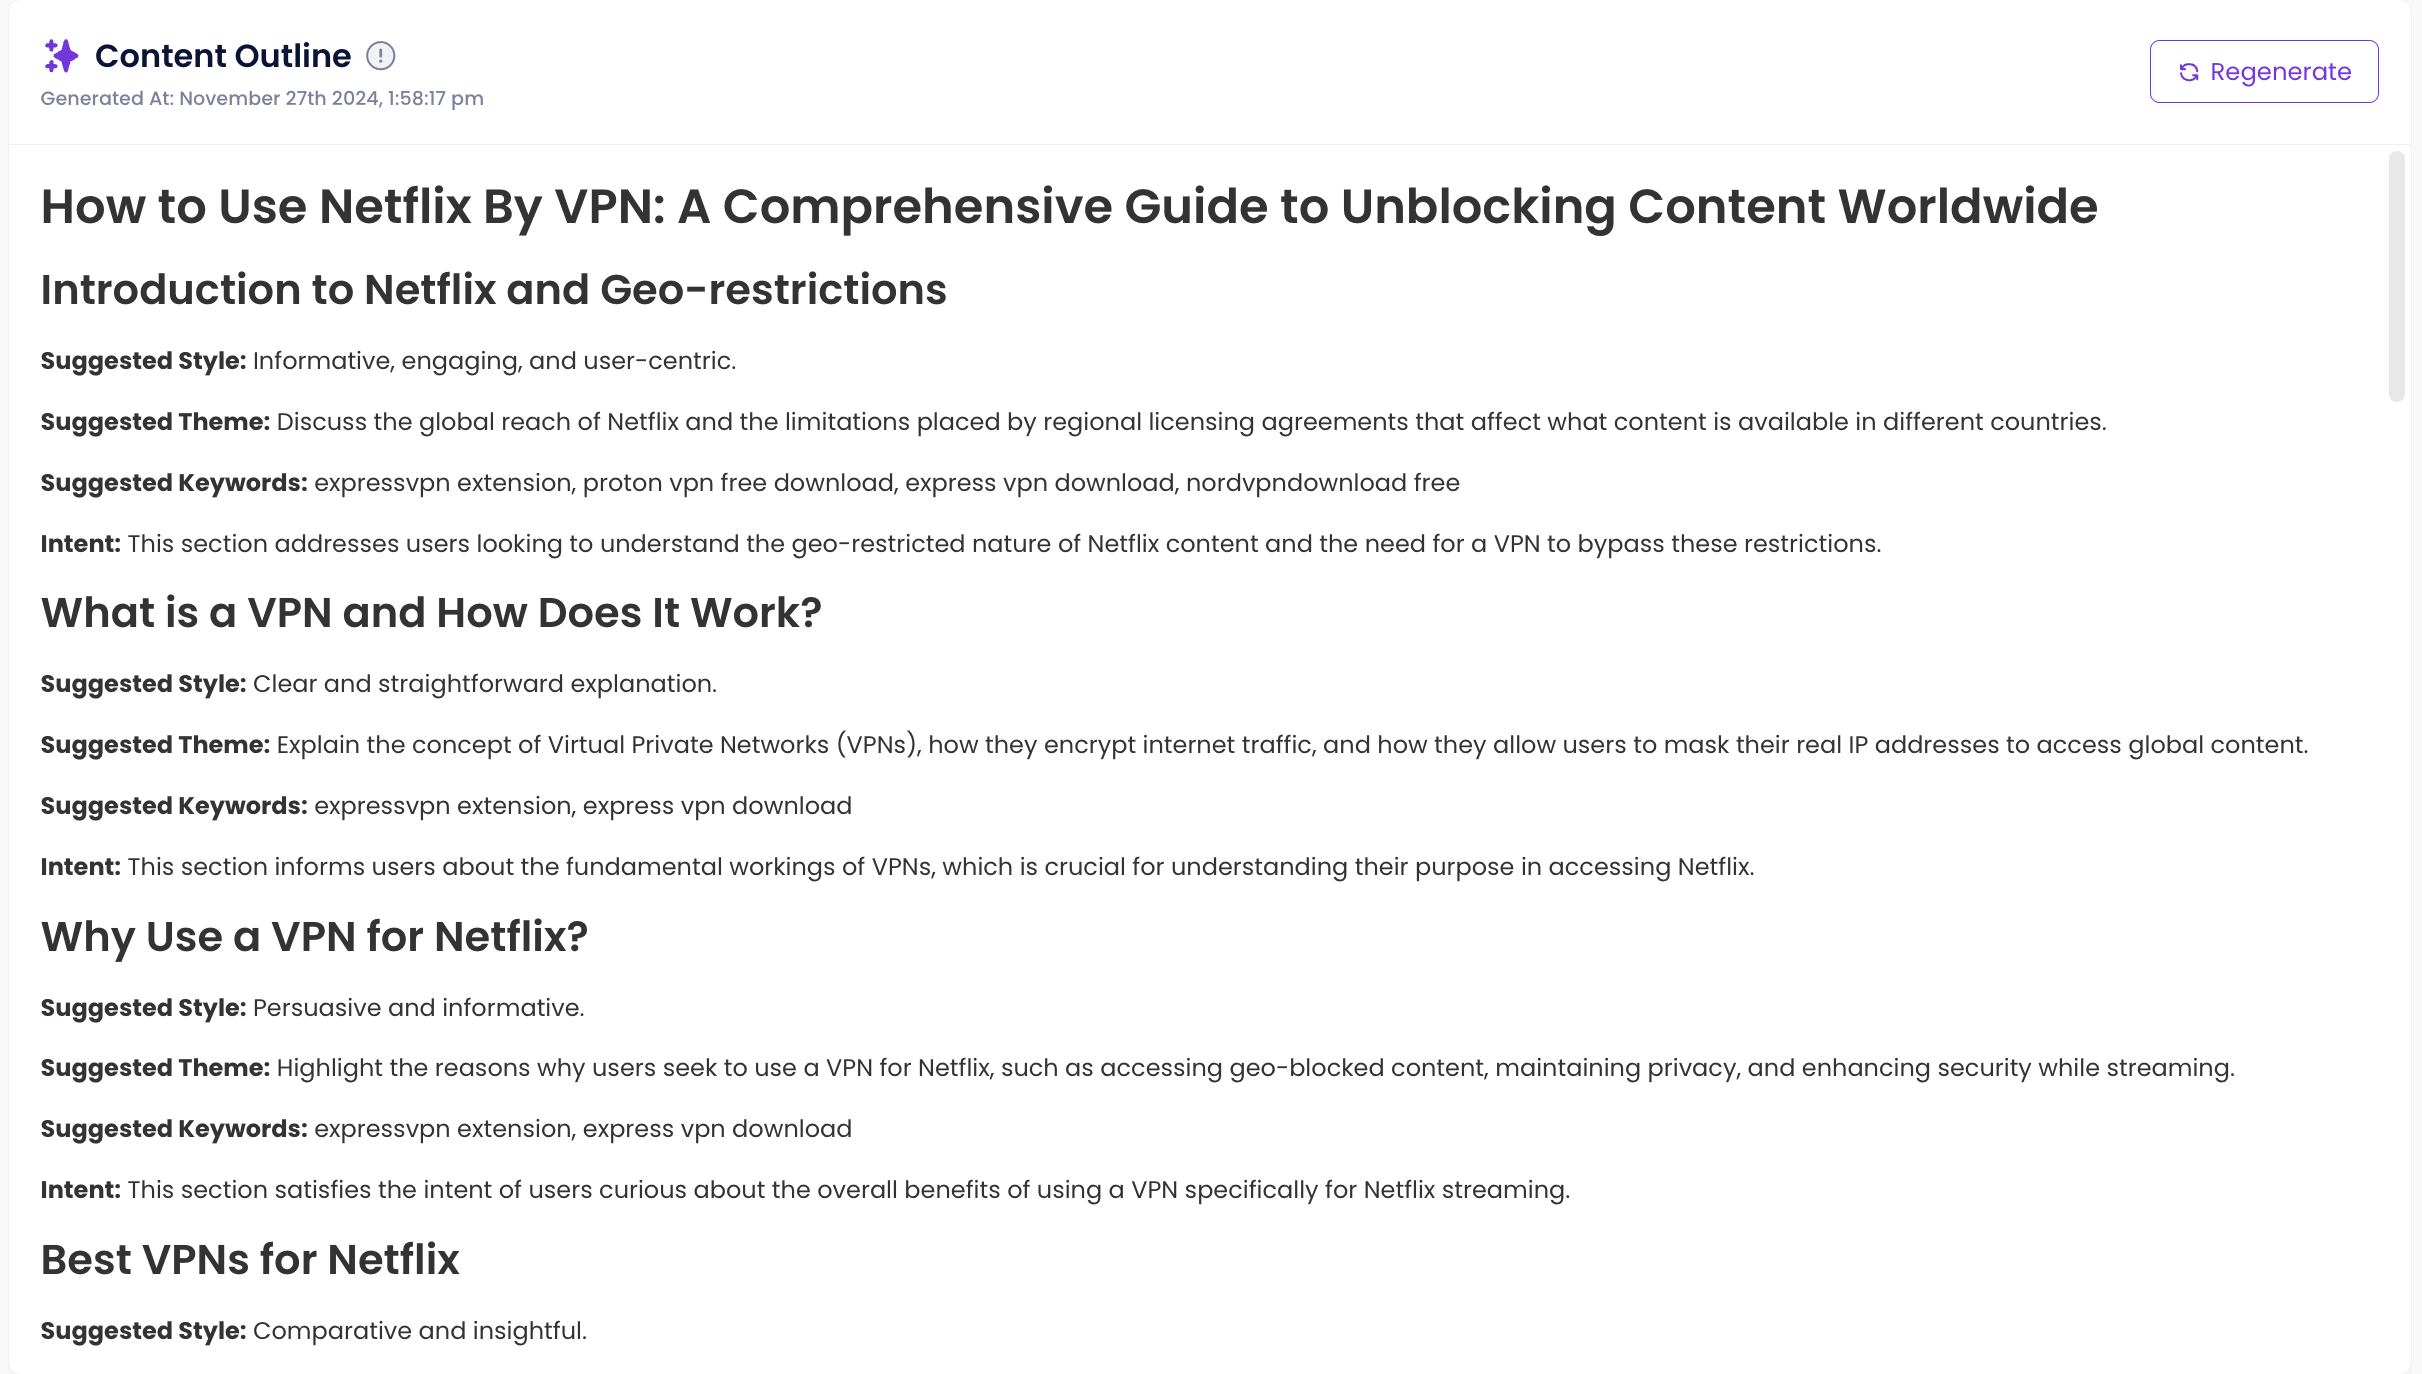 Content Outline
Generated At: November 27th 2024, 1:58:17 pm
Regenerate
How to Use Netflix By VPN: A Comprehensive Guide to Unblocking Content Worldwide
Introduction to Netflix and Geo-restrictions
Suggested Style: Informative, engaging, and user-centric.
Suggested Theme: Discuss the global reach of Netflix and the limitations placed by regional licensing agreements that affect what content is available in different countries.
Suggested Keywords: expressvpn extension, proton vpn free download, express vpn download, nordvpndownload free
Intent: This section addresses users looking to understand the geo-restricted nature of Netflix content and the need for a VPN to bypass these restrictions.
What is a VPN and How Does It Work?
Suggested Style: Clear and straightforward explanation.
Suggested Theme: Explain the concept of Virtual Private Networks (VPNs), how they encrypt internet traffic, and how they allow users to mask their real IP addresses to access global content.
Suggested Keywords: expressvpn extension, express vpn download
Intent: This section informs users about the fundamental workings of VPNs, which is crucial for understanding their purpose in accessing Netflix.
Why Use a VPN for Netflix?
Suggested Style: Persuasive and informative.
Suggested Theme: Highlight the reasons why users seek to use a VPN for Netflix, such as accessing geo-blocked content, maintaining privacy, and enhancing security while streaming.
Suggested Keywords: expressvpn extension, express vpn download
Intent: This section satisfies the intent of users curious about the overall benefits of using a VPN specifically for Netflix streaming.
Best VPNs for Netflix
Suggested Style: Comparative and insightful.